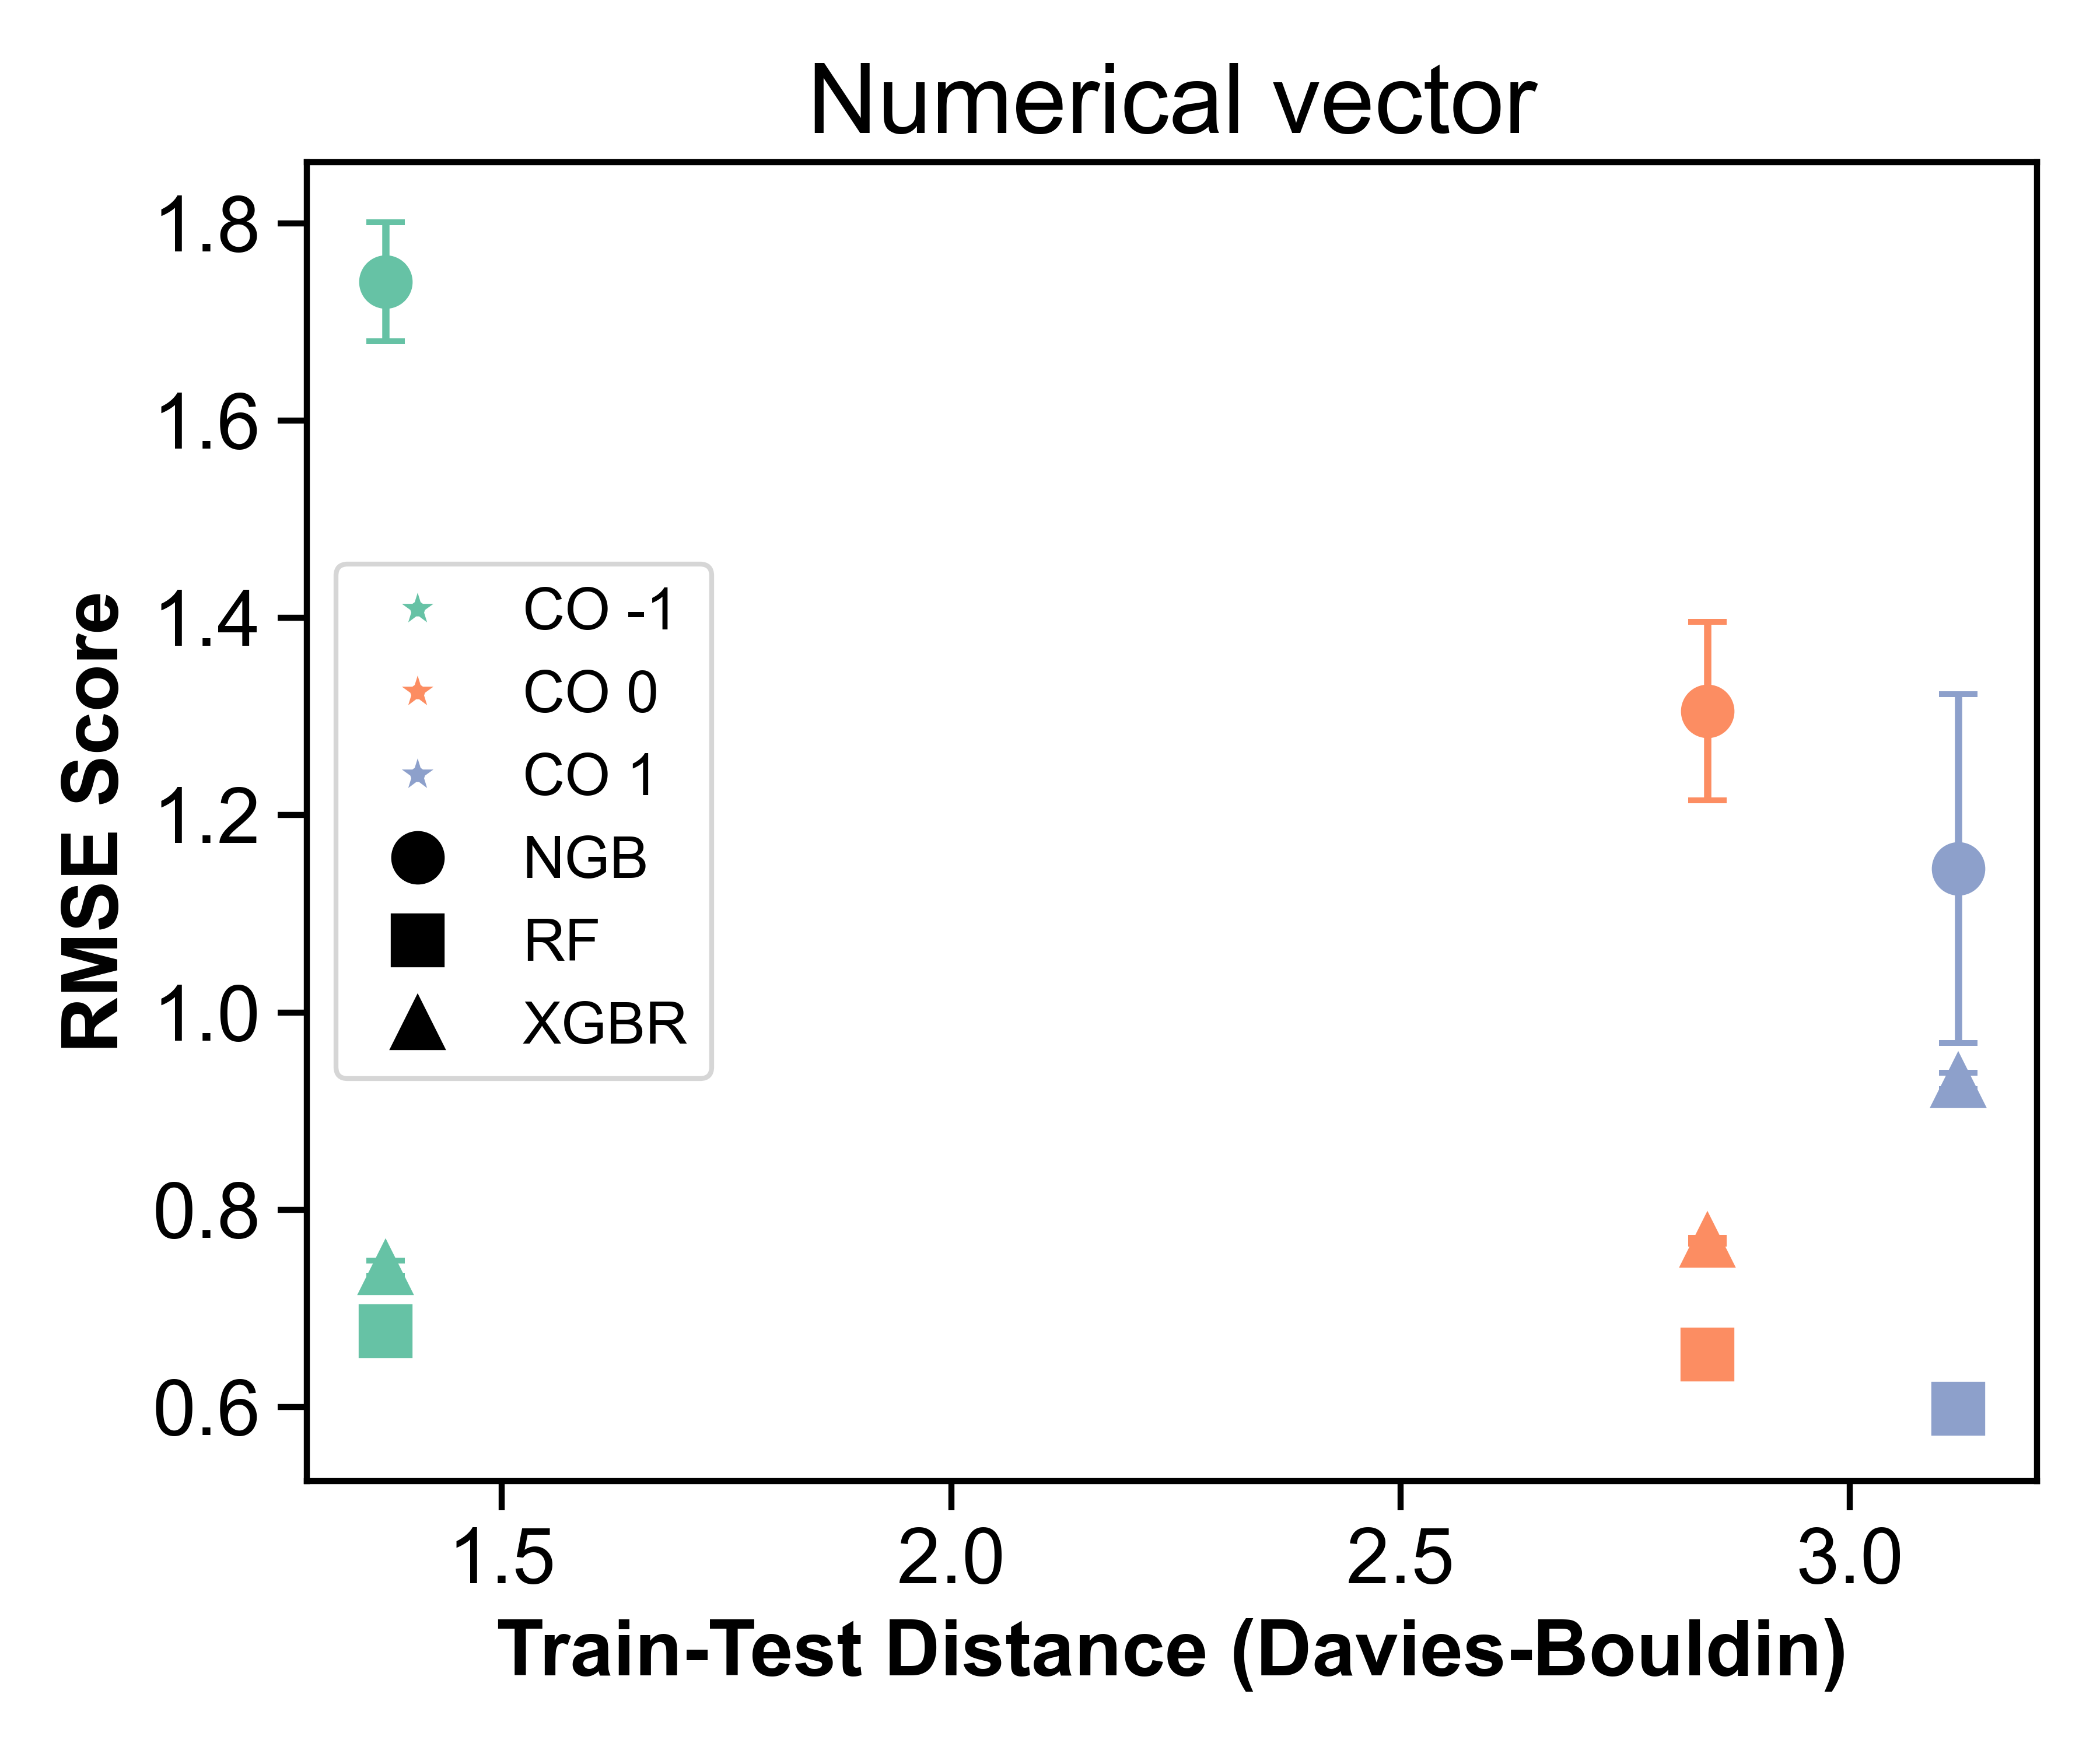 Numerical vector
1.8
1.6
1.4
1.2
1.0
0.8
0.6
RMSE Score
CO -1
CO 0
CO 1
NGB
RF
XGBR
1.5 2.0 2.5 3.0
Train-Test Distance (Davies-Bouldin)